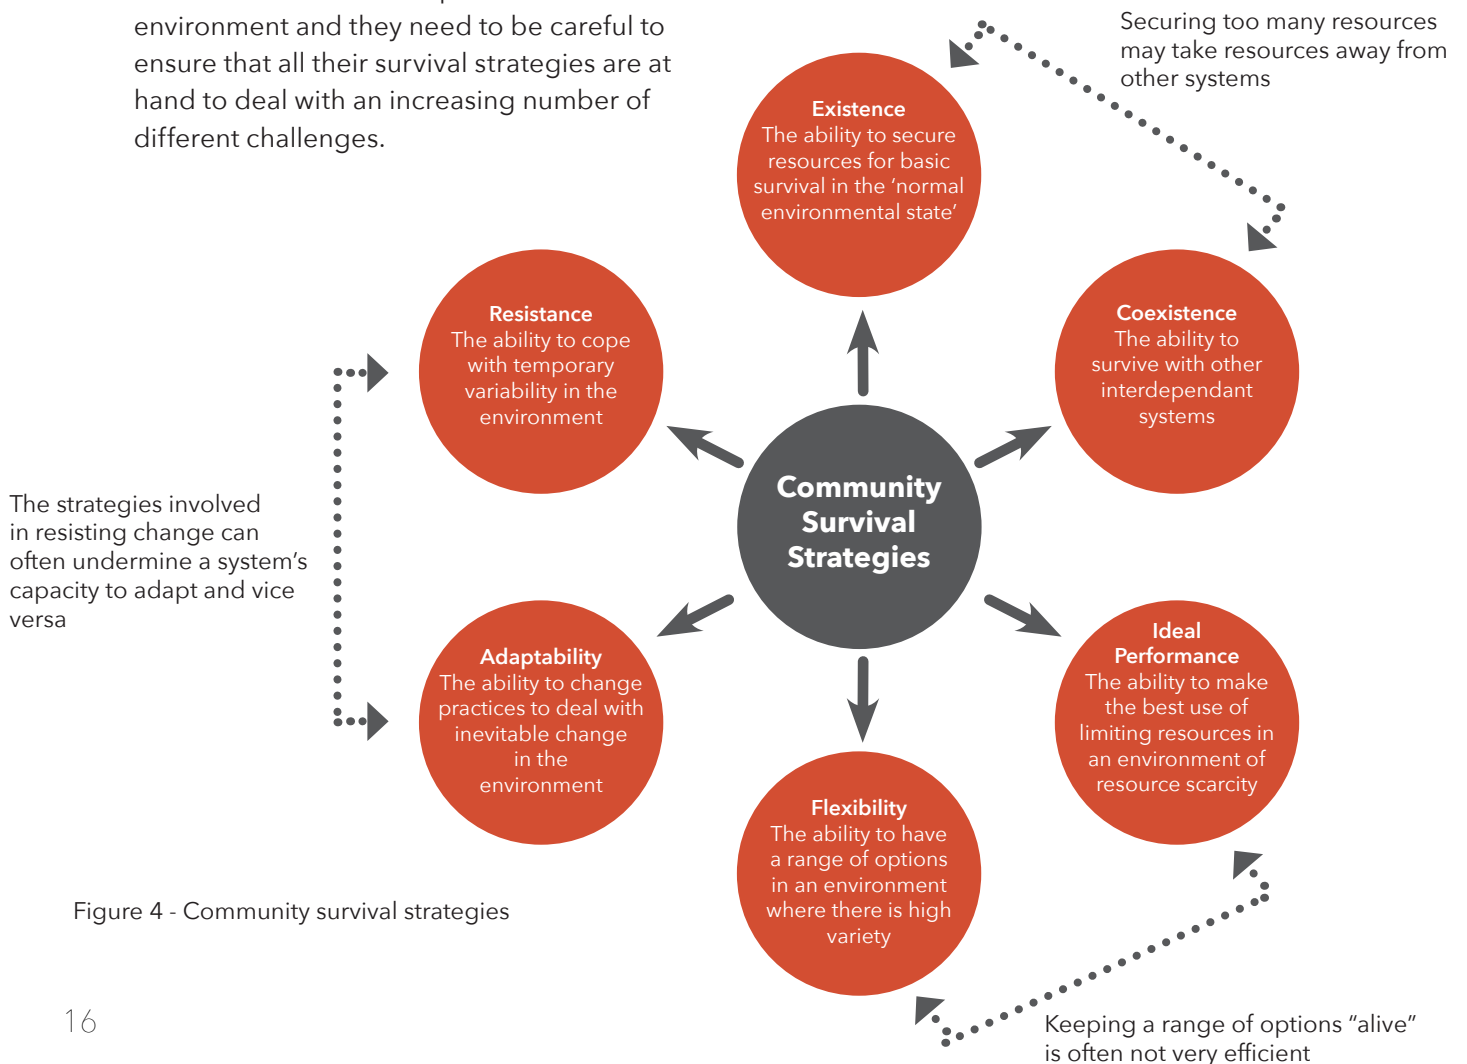 environment and they need to be careful to
ensure that all their survival strategies are at
hand to deal with an increasing number of
different challenges.
Securing too many resources
may take resources away from
other systems
Existence
The ability to secure
resources for basic
survival in the ‘normal
environmental state’
Resistance
The ability to cope
with temporary
variability in the
environment
Coexistence
The ability to
survive with other
interdependant
systems
Community
Survival
Strategies
The strategies involved
in resisting change can
often undermine a system’s
capacity to adapt and vice
versa
Adaptability
The ability to change
practices to deal with
inevitable change
in the
environment
Ideal
Performance
The ability to make
the best use of
limiting resources in
an environment of
resource scarcity
Flexibility
The ability to have
a range of options
in an environment
where there is high
variety
Figure 4 - Community survival strategies
Keeping a range of options “alive”
is often not very efficient
16